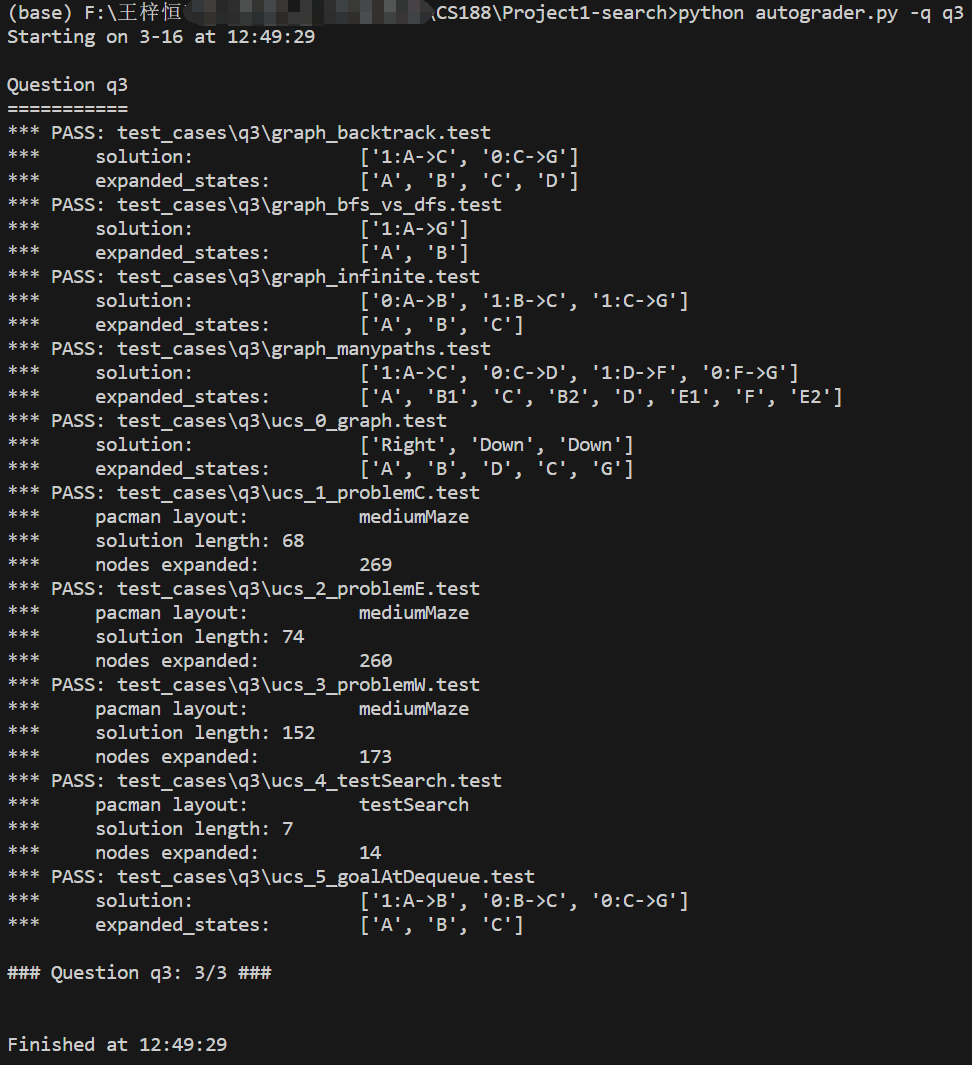 (base) F:\王梓恒\CS188\Project1-search>python autograder.py -q q3
Starting on 3-16 at 12:49:29
Question q3
===========
*** PASS: test_cases\q3\graph_backtrack.test
***     solution:               ['1:A->C', '0:C->G']
***     expanded_states:        ['A', 'B', 'C', 'D']
*** PASS: test_cases\q3\graph_bfs_vs_dfs.test
***     solution:               ['1:A->G']
***     expanded_states:        ['A', 'B']
*** PASS: test_cases\q3\graph_infinite.test
***     solution:               ['0:A->B', '1:B->C', '1:C->G']
***     expanded_states:        ['A', 'B', 'C']
*** PASS: test_cases\q3\graph_manypaths.test
***     solution:               ['1:A->C', '0:C->D', '1:D->F', '0:F->G']
***     expanded_states:        ['A', 'B1', 'C', 'B2', 'D', 'E1', 'F', 'E2']
*** PASS: test_cases\q3\ucs_0_graph.test
***     solution:               ['Right', 'Down', 'Down']
***     expanded_states:        ['A', 'B', 'D', 'C', 'G']
*** PASS: test_cases\q3\ucs_1_problemC.test
***     pacman layout:          mediumMaze
***     solution length: 68
***     nodes expanded:         269
*** PASS: test_cases\q3\ucs_2_problemE.test
***     pacman layout:          mediumMaze
***     solution length: 74
***     nodes expanded:         260
*** PASS: test_cases\q3\ucs_3_problemW.test
***     pacman layout:          mediumMaze
***     solution length: 152
***     nodes expanded:         173
*** PASS: test_cases\q3\ucs_4_testSearch.test
***     pacman layout:          testSearch
***     solution length: 7
***     nodes expanded:         14
*** PASS: test_cases\q3\ucs_5_goalAtDequeue.test
***     solution:               ['1:A->B', '0:B->C', '0:C->G']
***     expanded_states:        ['A', 'B', 'C']
### Question q3: 3/3 ###
Finished at 12:49:29